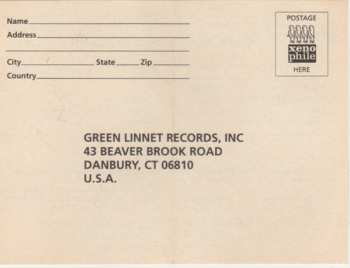 Name
Address
City State Zip
Country
POSTAGE
xeno
phile
HERE
GREEN LINNET RECORDS, INC
43 BEAVER BROOK ROAD
DANBURY, CT 06810
U.S.A.